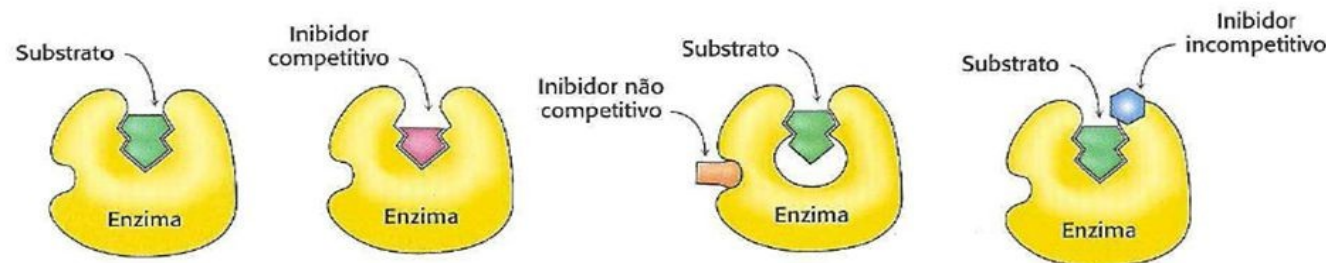 Substrato
Enzima
Inibidor
competitivo
Enzima
Inibidor não
competitivo
Substrato
Enzima
Substrato
Inibidor
incompetitivo
Enzima